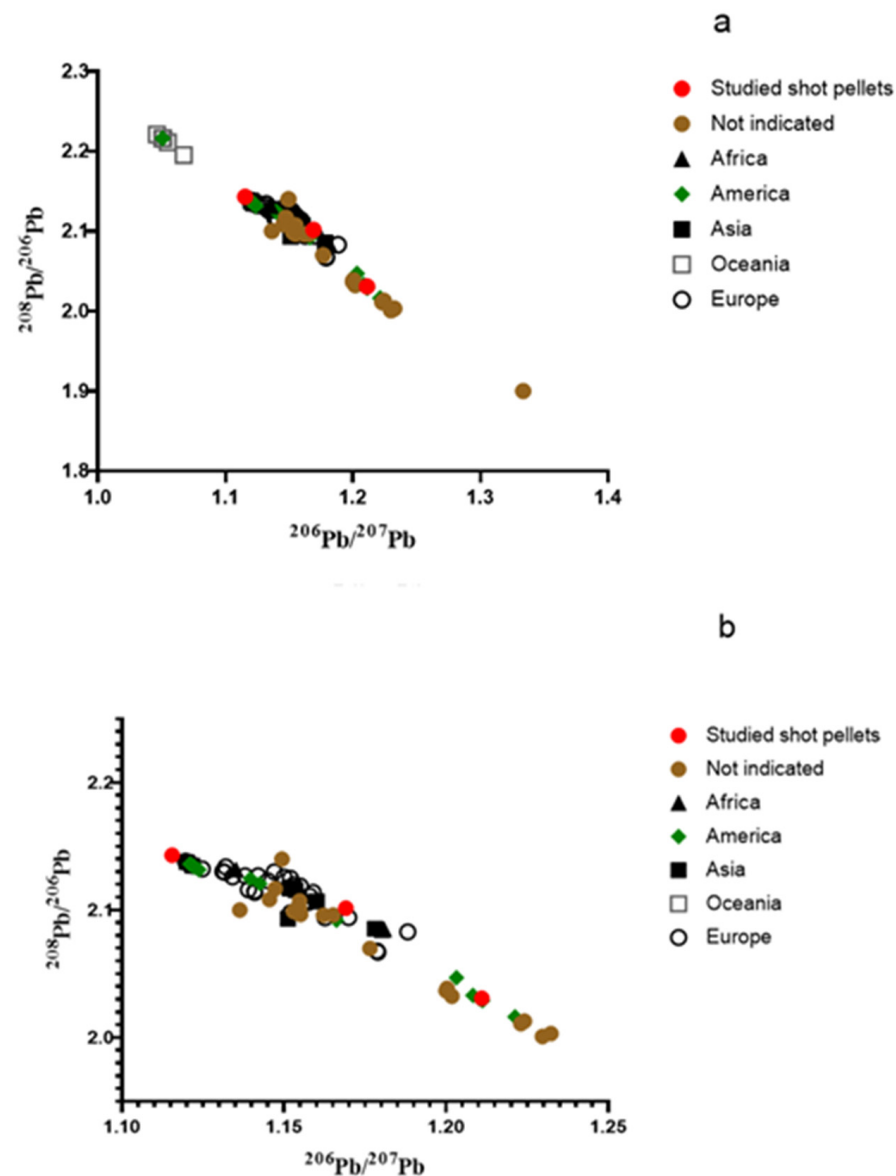 a
2.3
2.2
2.1
2.0
1.9
1.8
1.0
1.1
1.2
1.3
1.4
²⁰⁸Pb/²⁰⁶Pb
²⁰⁶Pb/²⁰⁷Pb
Studied shot pellets
Not indicated
Africa
America
Asia
Oceania
Europe
b
2.2
2.1
2.0
1.10
1.15
1.20
1.25
²⁰⁸Pb/²⁰⁶Pb
²⁰⁶Pb/²⁰⁷Pb
Studied shot pellets
Not indicated
Africa
America
Asia
Oceania
Europe